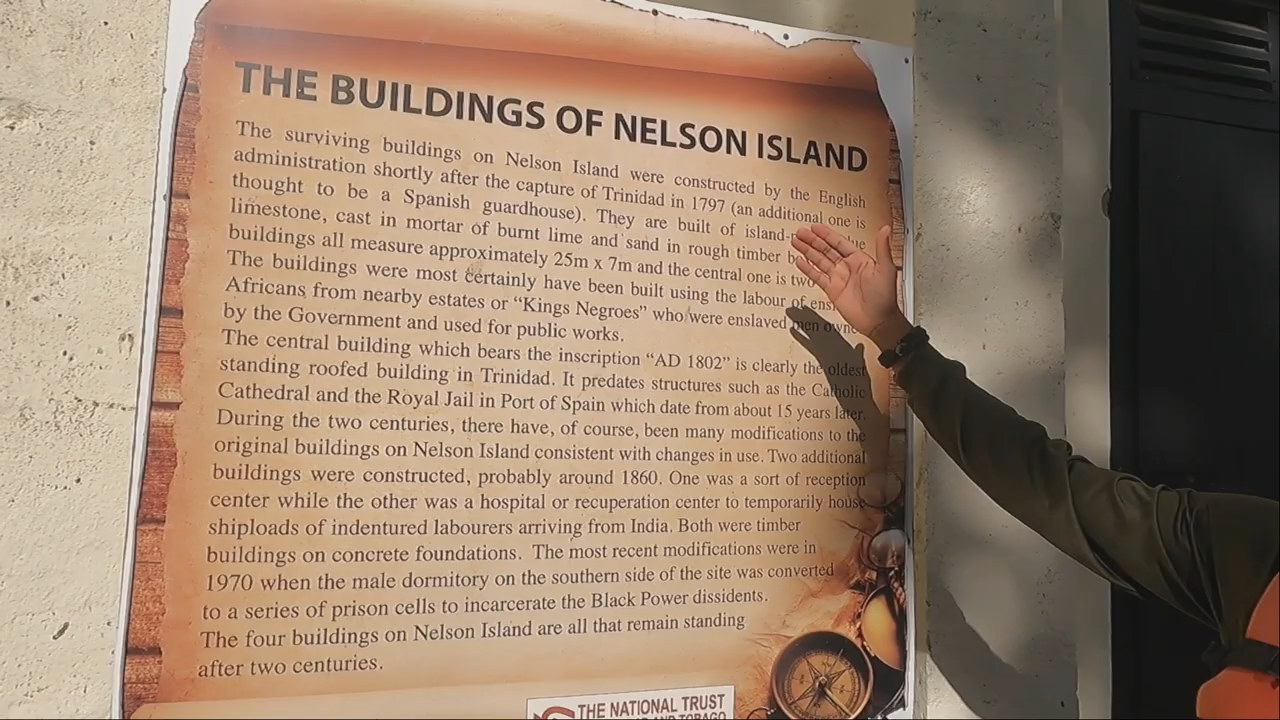 THE BUILDINGS OF NELSON ISLAND
The surviving buildings on Nelson Island were constructed by the English
administration shortly after the capture of Trinidad in 1797 (an additional one is
thought to be a Spanish guardhouse). They are built of
limestone, cast in mortar of burnt lime and sand in rough timber
buildings all measure approximately 25m x 7m and the central one is two
The buildings were most certainly have been built using the labour of
Africans from nearby estates or “Kings Negroes” who were enslaved men
by the Government and used for public works.
The central building which bears the inscription “AD 1802” is clearly the oldest
standing roofed building in Trinidad. It predates structures such as the Catholic
Cathedral and the Royal Jail in Port of Spain which date from about 15 years later.
During the two centuries, there have, of course, been many modifications to the
original buildings on Nelson Island consistent with changes in use. Two additional
buildings were constructed, probably around 1860. One was a sort of reception
center while the other was a hospital or recuperation center to temporarily house
shiploads of indentured labourers arriving from India. Both were timber
buildings on concrete foundations. The most recent modifications were in
1970 when the male dormitory on the southern side of the site was converted
to a series of prison cells to incarcerate the Black Power dissidents.
The four buildings on Nelson Island are all that remain standing
after two centuries.
THE NATIONAL TRUST
AND TOBAGO